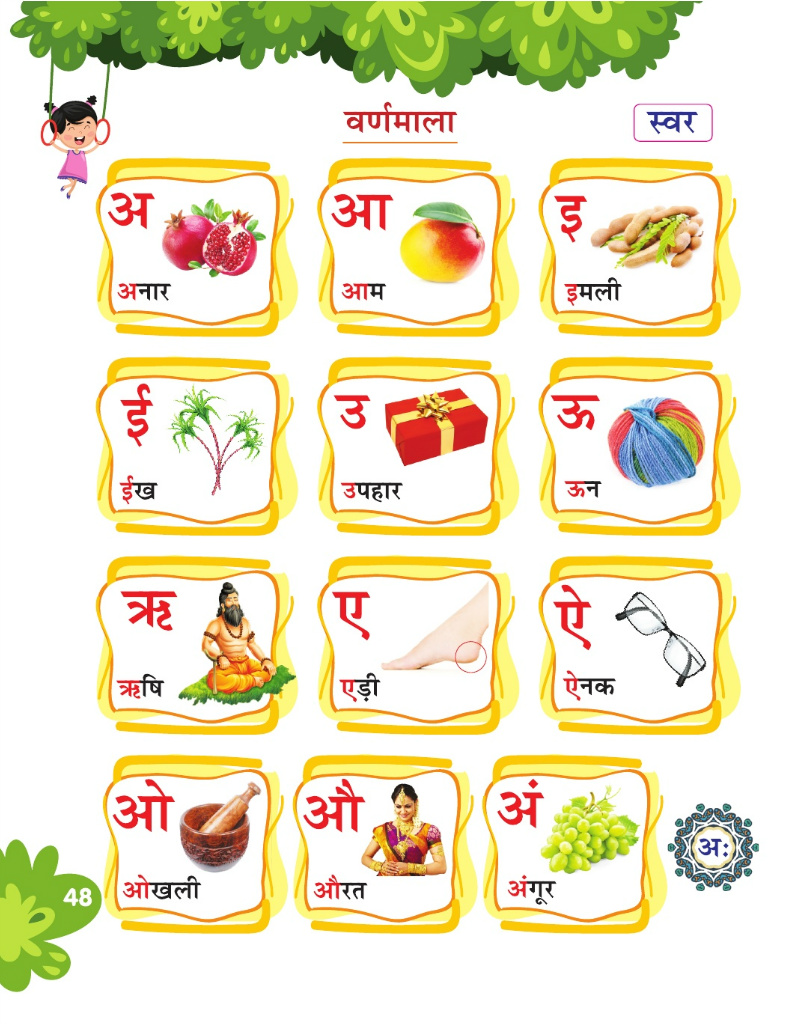 वर्णमाला
स्वर
अ
अनार
आ
आम
इ
इमली
ई
ईख
उ
उपहार
ऊ
ऊन
ऋ
ऋषि
ए
एड़ी
ऐ
ऐनक
ओ
ओखली
औ
औरत
अं
अंगूर
अः
48